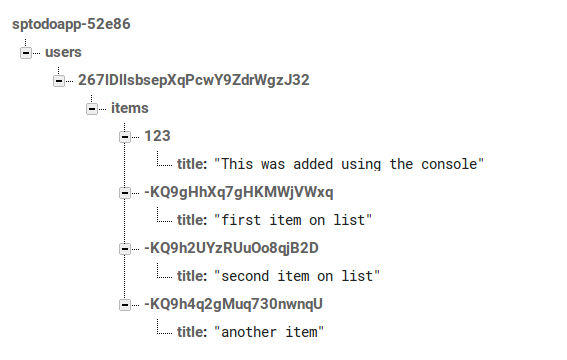 sptodoapp-52e86
users
267lDIlsbsepXqPcwY9ZdrWgzJ32
items
123
title: "This was added using the console"
-KQ9gHhXq7gHKMWjVWxq
title: "first item on list"
-KQ9h2UYzRUuOo8qjB2D
title: "second item on list"
-KQ9h4q2gMuq730nwnqU
title: "another item"